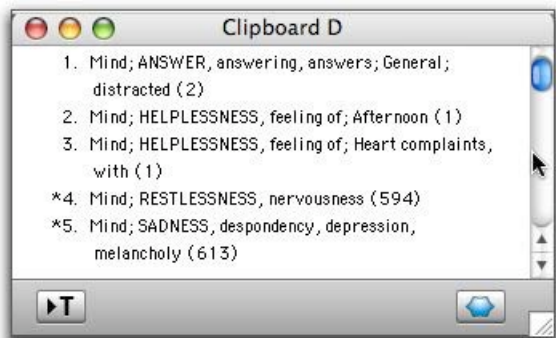 Clipboard D
1. Mind; ANSWER, answering, answers; General;
distracted (2)
2. Mind; HELPLESSNESS, feeling of; Afternoon (1)
3. Mind; HELPLESSNESS, feeling of; Heart complaints,
with (1)
*4. Mind; RESTLESSNESS, nervousness (594)
*5. Mind; SADNESS, despondency, depression,
melancholy (613)
T